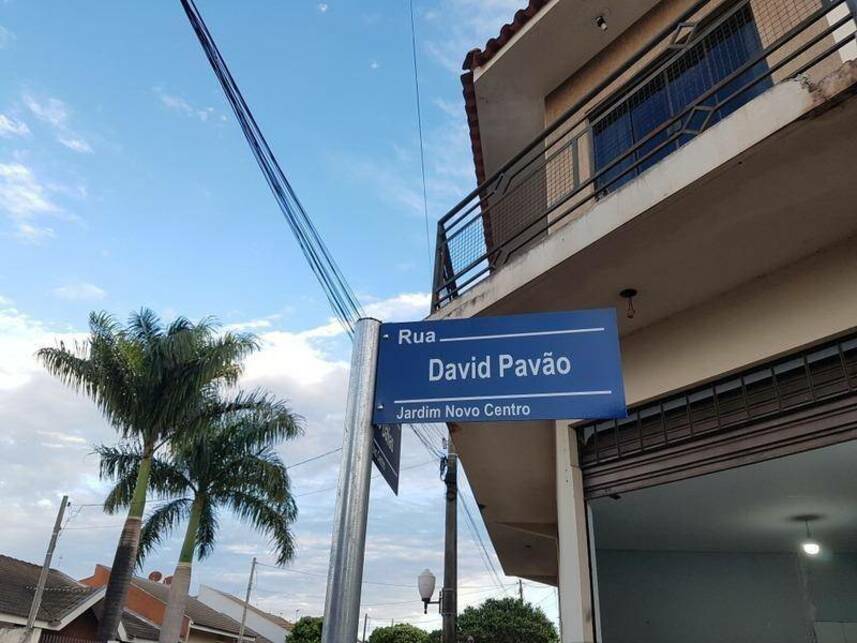 Rua
David Pavão
Jardim Novo Centro